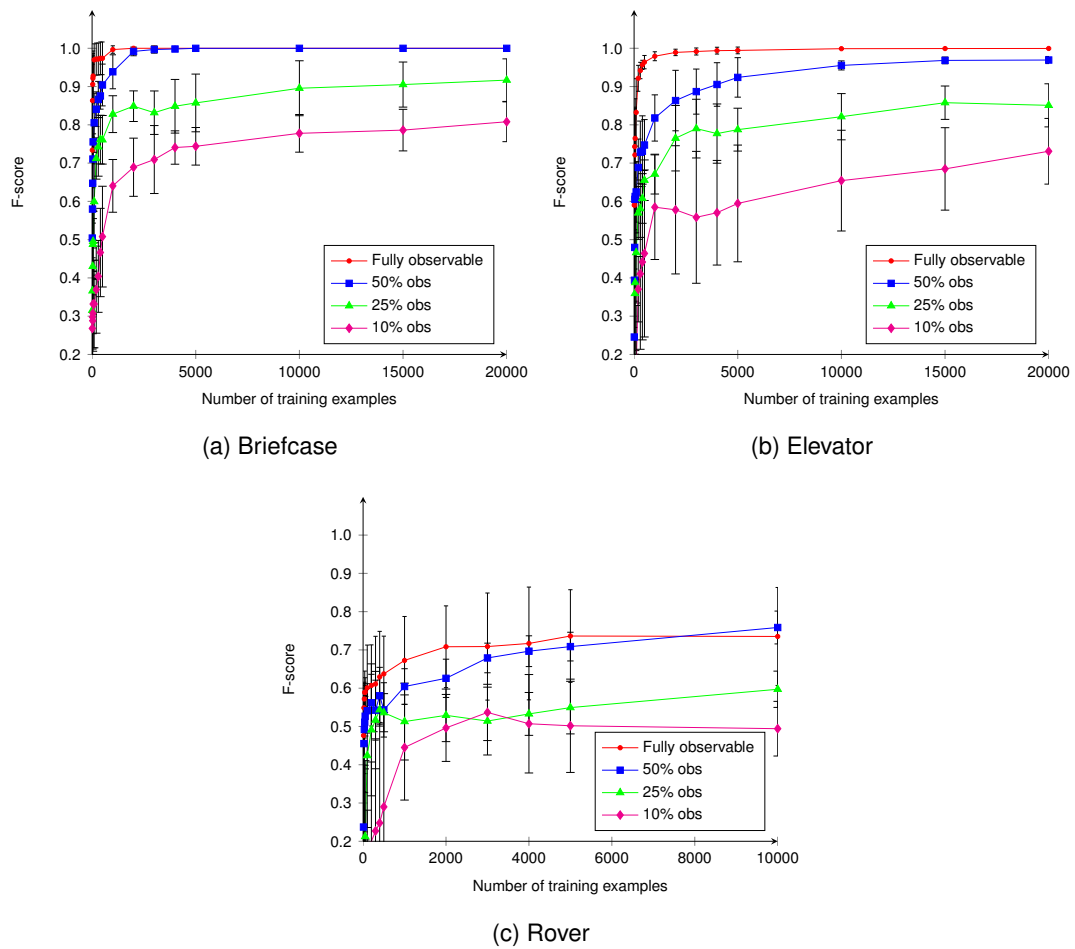 1.0
0.9
0.8
0.7
0.6
0.5
0.4
0.3
0.2
F-score
0 5000 10000 15000 20000
Number of training examples
Fully observable
50% obs
25% obs
10% obs
(a) Briefcase
1.0
0.9
0.8
0.7
0.6
0.5
0.4
0.3
0.2
F-score
0 5000 10000 15000 20000
Number of training examples
Fully observable
50% obs
25% obs
10% obs
(b) Elevator
1.0
0.9
0.8
0.7
0.6
0.5
0.4
0.3
0.2
F-score
0 2000 4000 6000 8000 10000
Number of training examples
Fully observable
50% obs
25% obs
10% obs
(c) Rover